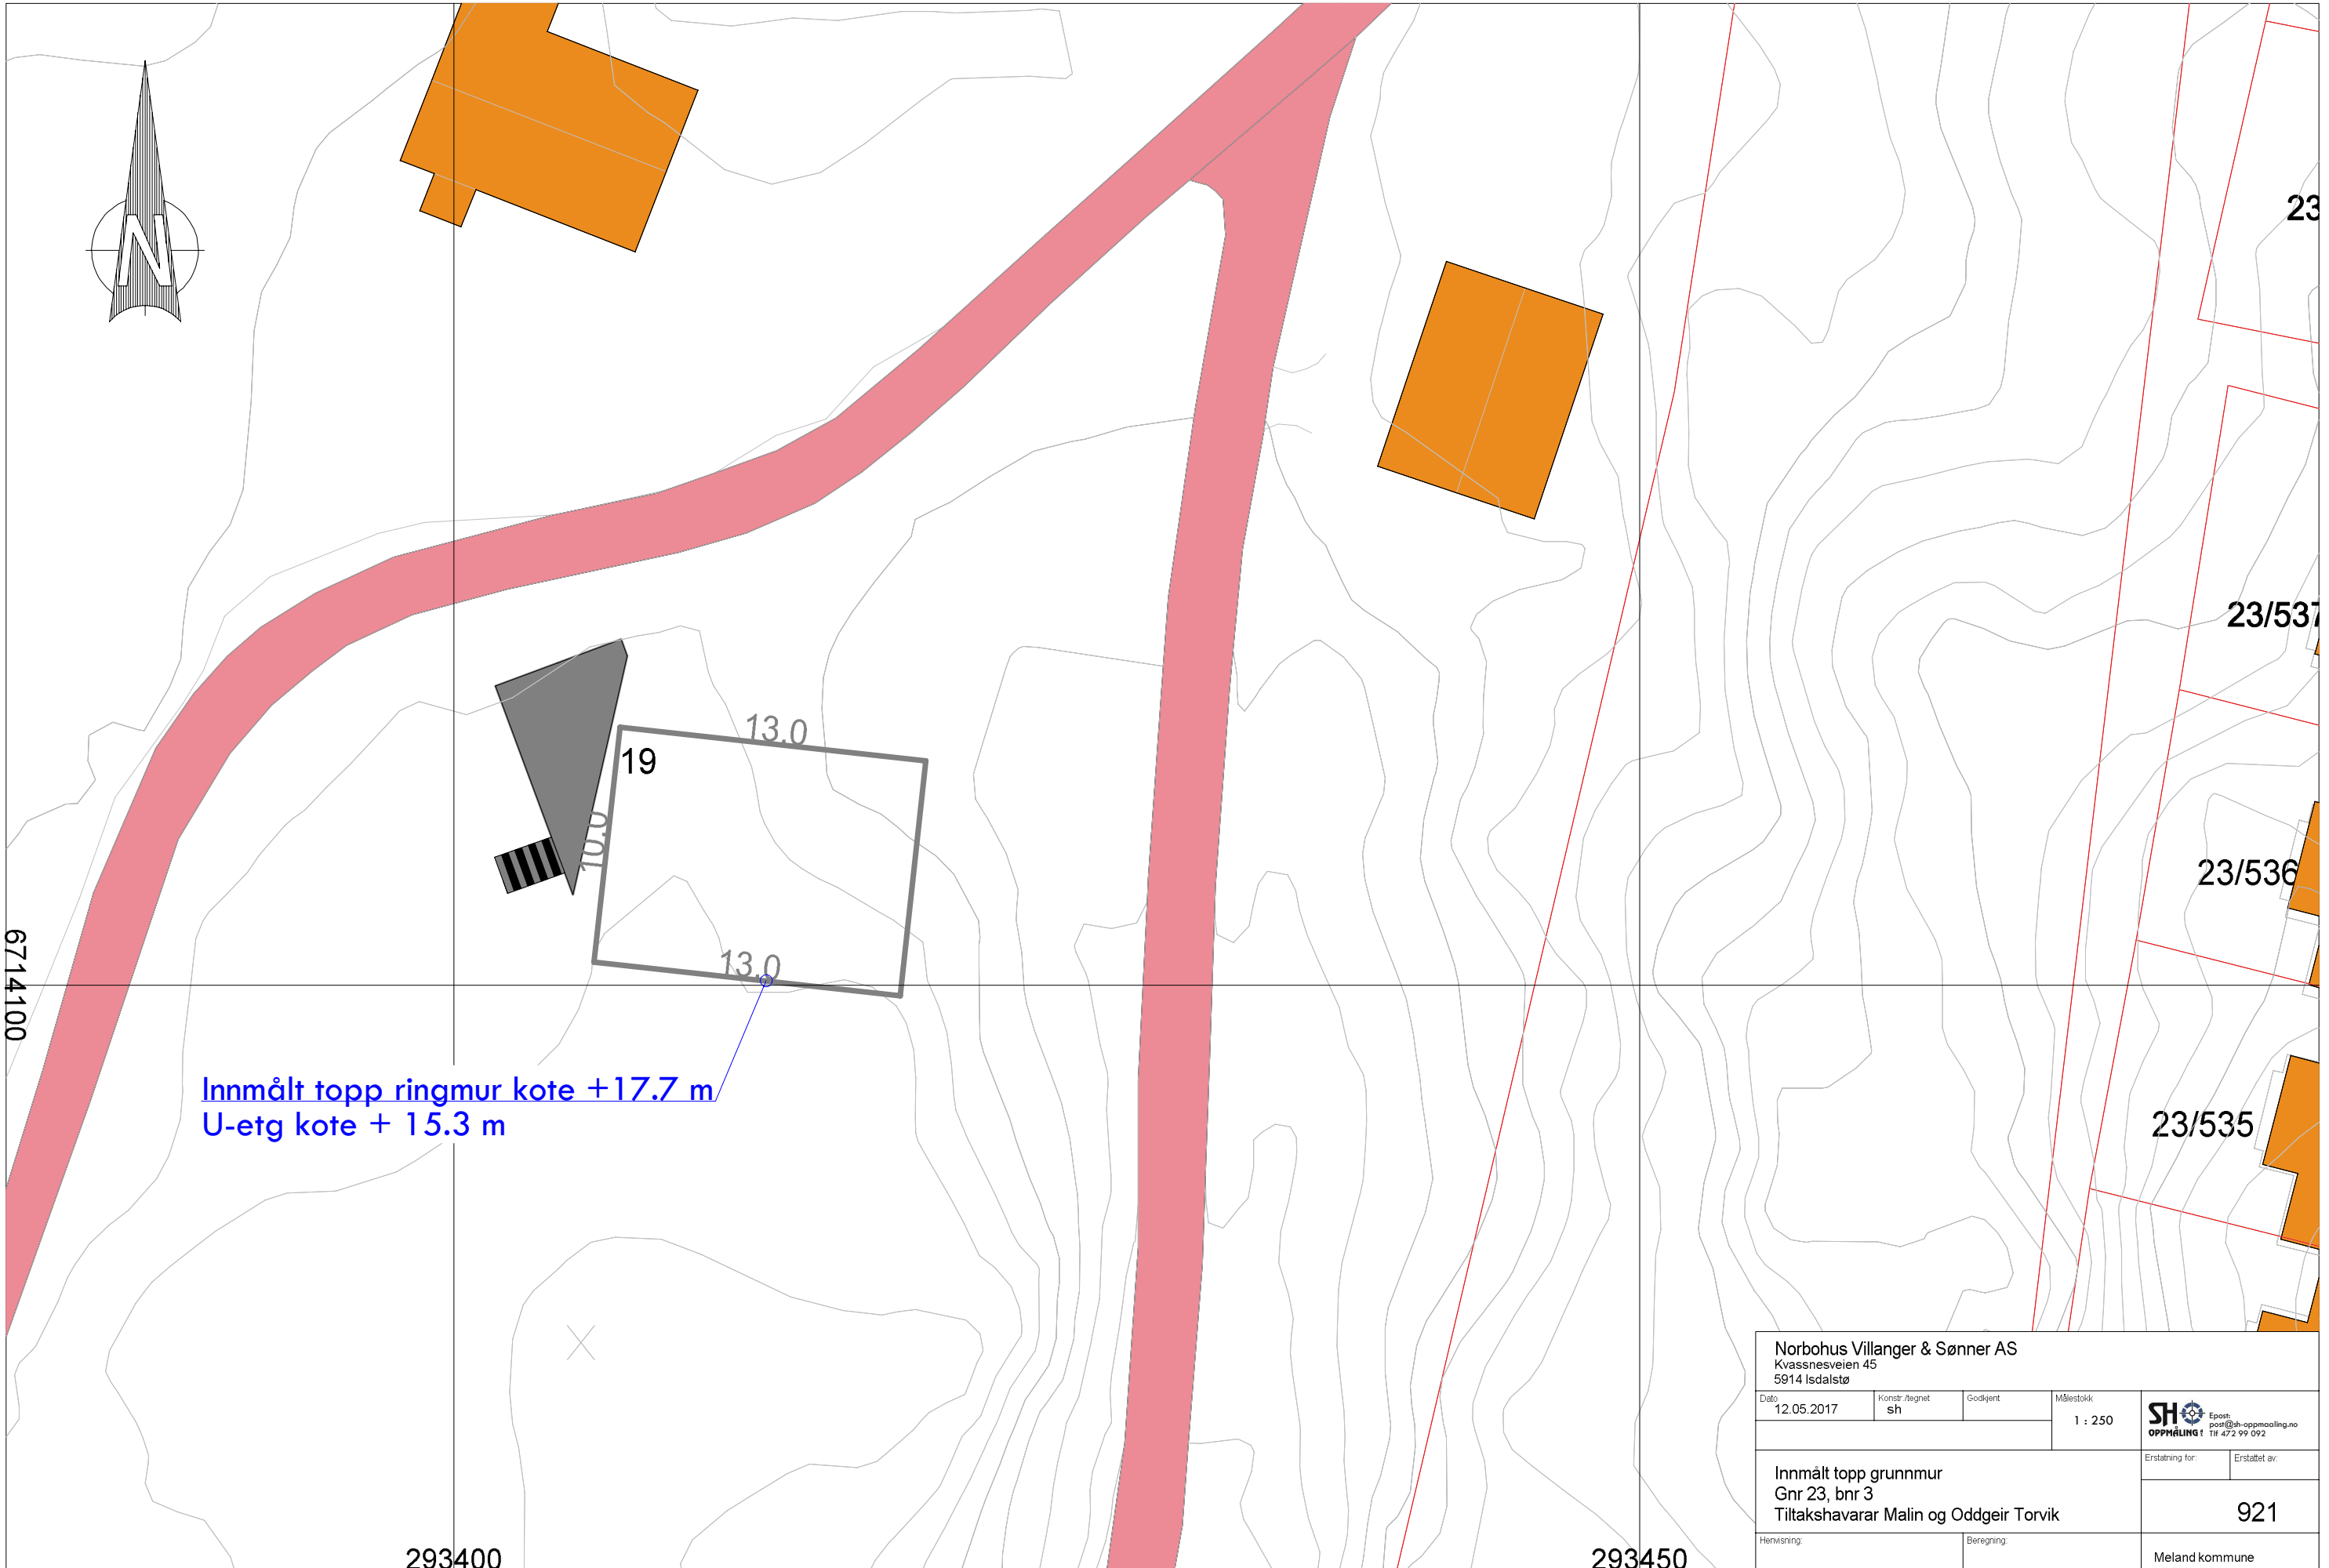 N
23
23/537
13.0
19
10.0
23/536
6714100
13.0
Innmålt topp ringmur kote +17.7 m
U-etg kote + 15.3 m
23/535
Norbohus Villanger & Sønner AS
Kvassnesveien 45
5914 Isdalstø
Dato
12.05.2017
Konstr./tegnet
sh
Godkjent
Målestokk
1 : 250
SH
OPPMÅLING
Epost:
post@sh-oppmaaling.no
Tlf 472 99 092
Erstatning for:
Erstattet av:
Innmålt topp grunnmur
Gnr 23, bnr 3
Tiltakshavarar Malin og Oddgeir Torvik
921
Henvisning:
Beregning:
Meland kommune
293400
293450